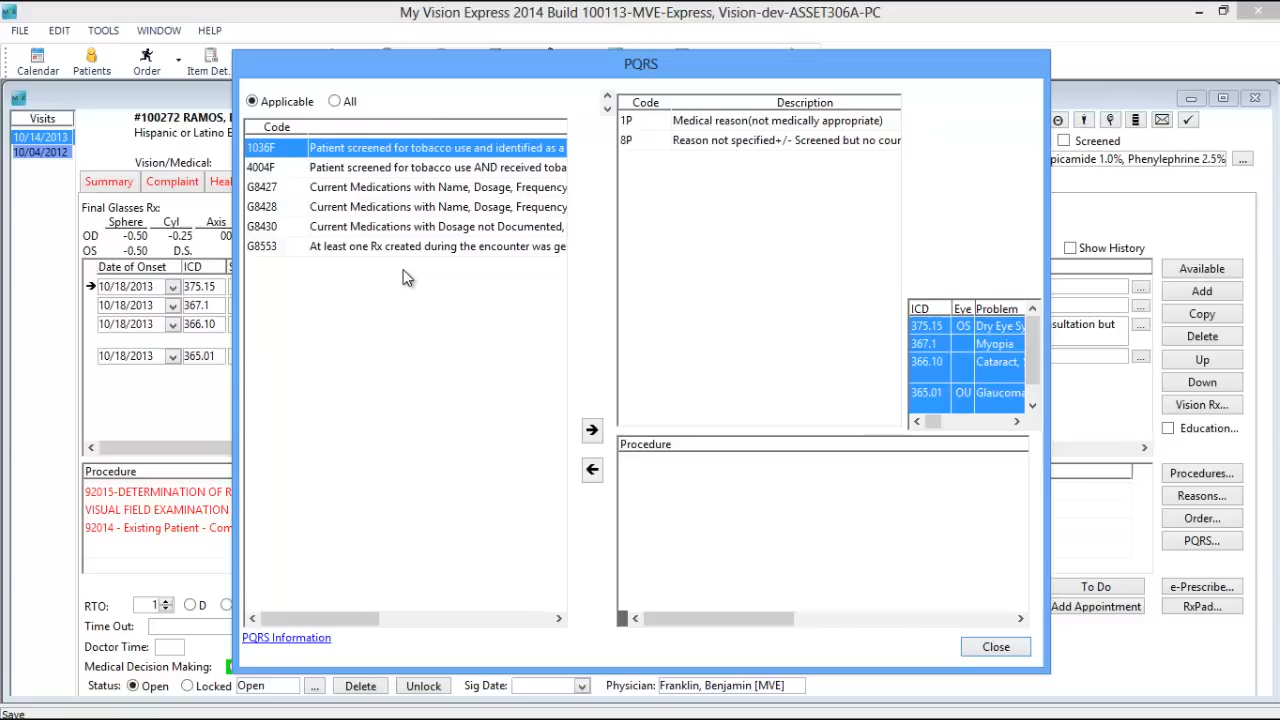 My Vision Express 2014 Build 100113-MVE-Express, Vision-dev-ASSET306A-PC
FILE EDIT TOOLS WINDOW HELP
Calendar Patients Order Item Det.
PQRS
Visits
10/14/2013
10/04/2012
#100272 RAMOS,
Hispanic or Latino E
Vision/Medical:
Summary Complaint Heal
Applicable All
Code
1036F Patient screened for tobacco use and identified as a
4004F Patient screened for tobacco use AND received toba
G8427 Current Medications with Name, Dosage, Frequency
G8428 Current Medications with Name, Dosage, Frequency
G8430 Current Medications with Dosage not Documented,
G8553 At least one Rx created during the encounter was ge
Code Description
1P Medical reason(not medically appropriate)
8P Reason not specified+/- Screened but no cour
Screened
picamide 1.0%, Phenylephrine 2.5% ...
Final Glasses Rx:
Sphere Cyl Axis
OD -0.50 -0.25 00
OS -0.50 D.S.
Date of Onset ICD S
10/18/2013 375.15
10/18/2013 367.1
10/18/2013 366.10
10/18/2013 365.01
ICD Eye Problem
375.15 OS Dry Eye Sy
367.1 Myopia
366.10 Cataract,
365.01 OU Glaucoma
Show History
...
...
sultation but ...
...
Available
Add
Copy
Delete
Up
Down
Vision Rx...
Education...
Procedure
Procedure
92015-DETERMINATION OF R
VISUAL FIELD EXAMINATION
92014 - Existing Patient - Com
Procedures...
Reasons...
Order...
PQRS...
RTO: 1 D
Time Out:
Doctor Time:
Medical Decision Making:
To Do e-Prescribe...
Add Appointment RxPad...
PQRS Information
Close
Status: Open Locked Open ... Delete Unlock Sig Date: Physician: Franklin, Benjamin [MVE]
Save